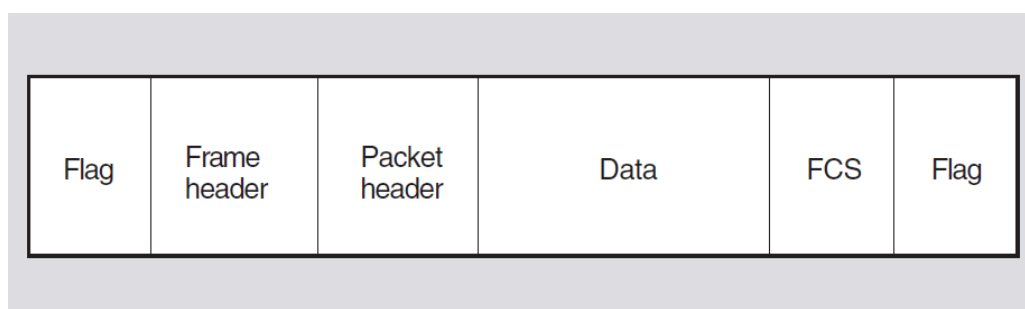 Flag
Frame
header
Packet
header
Data
FCS
Flag